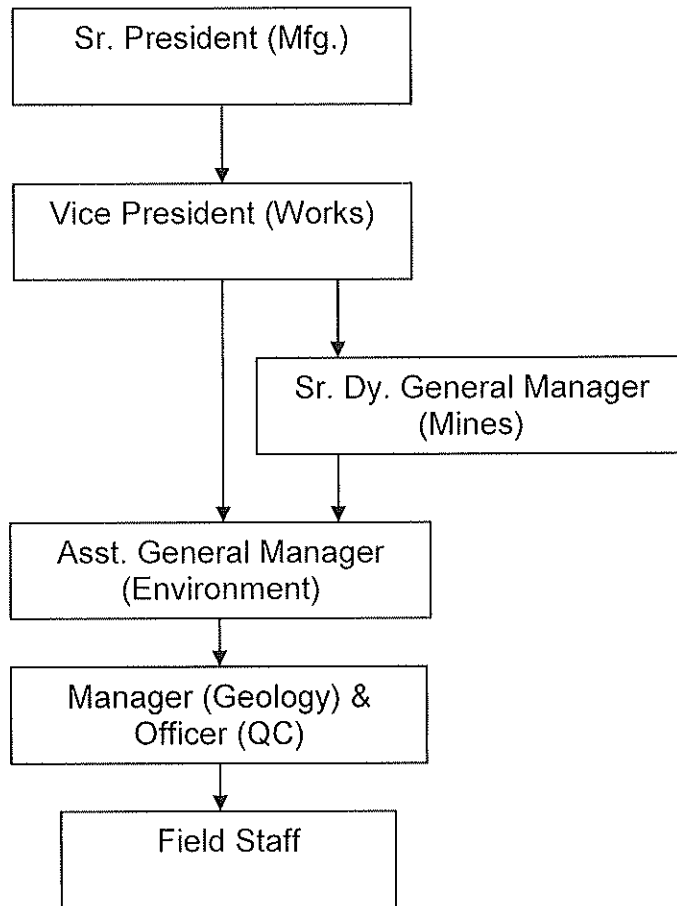 Sr. President (Mfg.)
Vice President (Works)
Sr. Dy. General Manager
(Mines)
Asst. General Manager
(Environment)
Manager (Geology) &
Officer (QC)
Field Staff